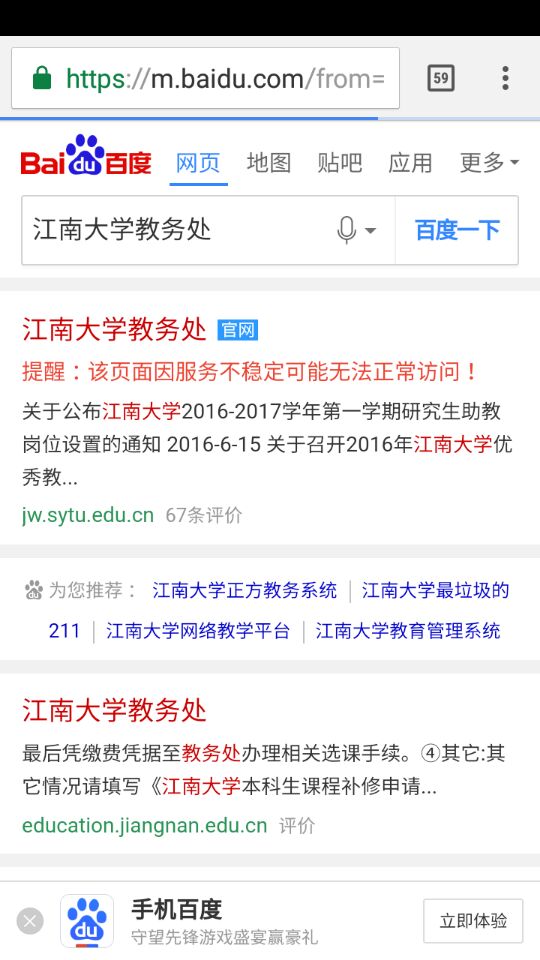 https://m.baidu.com/from=
59
Bai du 百度 网页 地图 贴吧 应用 更多
江南大学教务处 百度一下
江南大学教务处 官网
提醒：该页面因服务不稳定可能无法正常访问！
关于公布江南大学2016-2017学年第一学期研究生助教
岗位设置的通知 2016-6-15 关于召开2016年江南大学优
秀教...
jw.sytu.edu.cn 67条评价
du 为您推荐： 江南大学正方教务系统 | 江南大学最垃圾的
211 | 江南大学网络教学平台 | 江南大学教育管理系统
江南大学教务处
最后凭缴费凭据至教务处办理相关选课手续。④其它:其
它情况请填写《江南大学本科生课程补修申请...
education.jiangnan.edu.cn 评价
du 手机百度
守望先锋游戏盛宴赢豪礼
立即体验